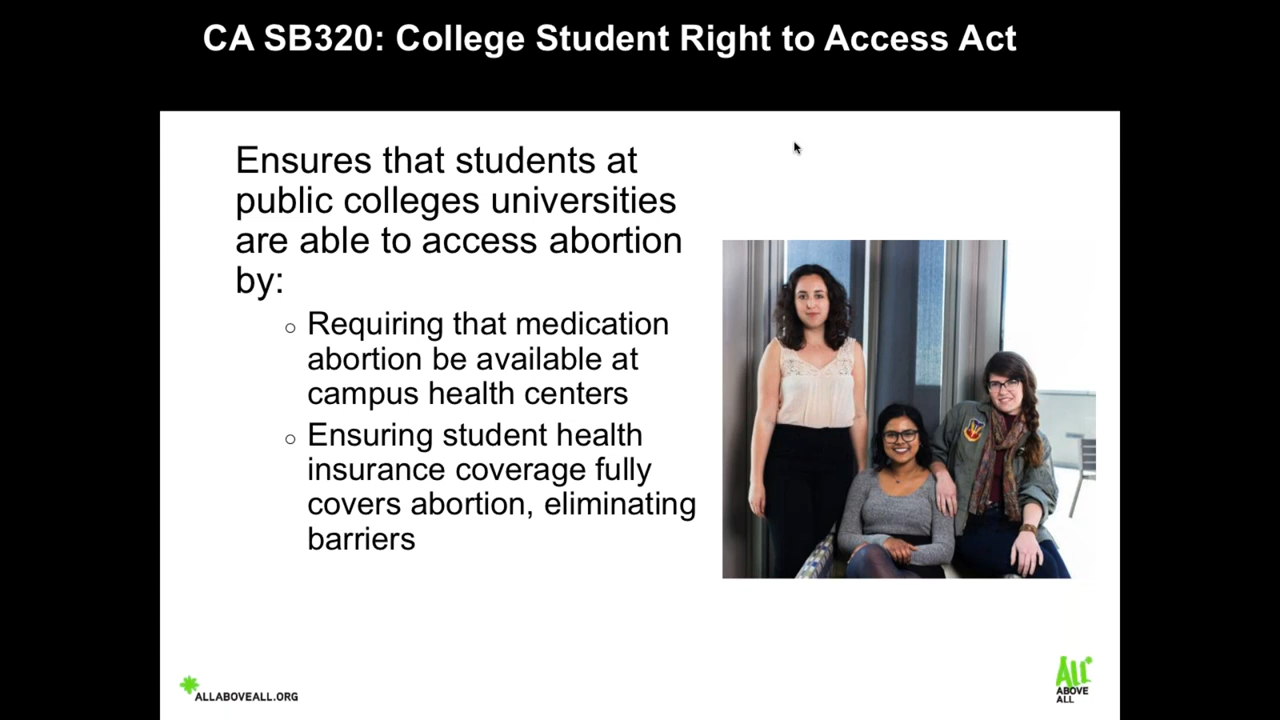 CA SB320: College Student Right to Access Act
Ensures that students at
public colleges universities
are able to access abortion
by:
○ Requiring that medication
abortion be available at
campus health centers
○ Ensuring student health
insurance coverage fully
covers abortion, eliminating
barriers
ALLABOVEALL.ORG
ALL*
ABOVE
ALL